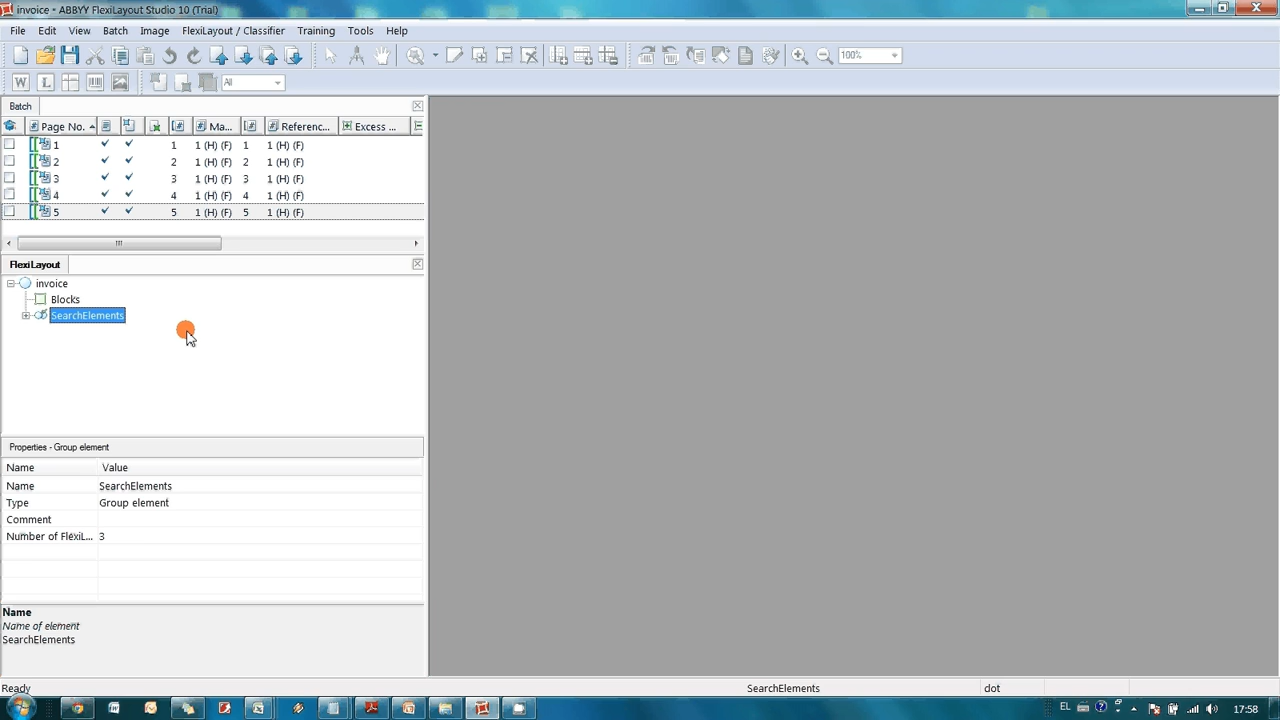 invoice * ABBYY FlexiLayout Studio 10 (Trial)
File Edit View Batch Image FlexiLayout / Classifier Training Tools Help
100%
W L All
Batch
# Page No. Ma... Referenc... Excess ...
1 1 1 (H) (F) 1 1 (H) (F)
2 2 1 (H) (F) 2 1 (H) (F)
3 3 1 (H) (F) 3 1 (H) (F)
4 4 1 (H) (F) 4 1 (H) (F)
5 5 1 (H) (F) 5 1 (H) (F)
FlexiLayout
invoice
Blocks
SearchElements
Properties - Group element
Name Value
Name SearchElements
Type Group element
Comment
Number of FlexiL... 3
Name
Name of element
SearchElements
Ready SearchElements dot
EL 17:58